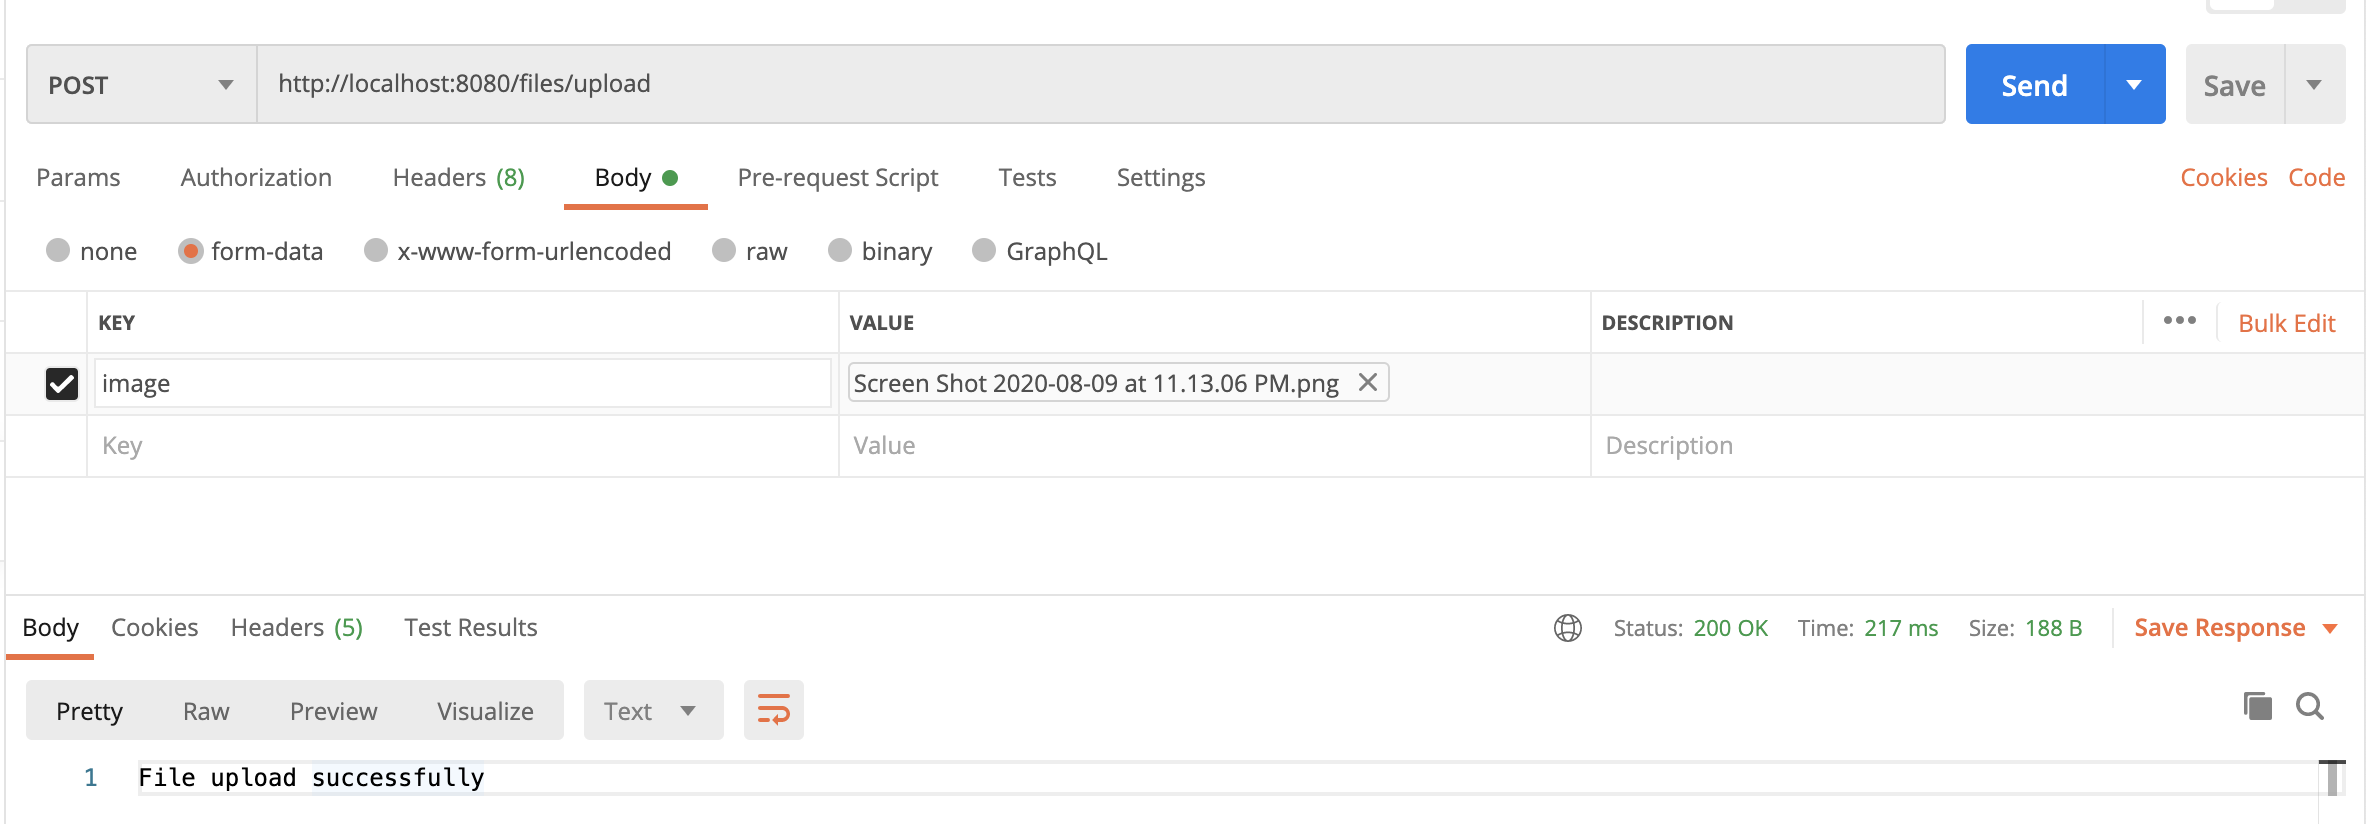 POST http://localhost:8080/files/upload Send Save
Params Authorization Headers (8) Body Pre-request Script Tests Settings Cookies Code
none form-data x-www-form-urlencoded raw binary GraphQL
KEY VALUE DESCRIPTION ••• Bulk Edit
image Screen Shot 2020-08-09 at 11.13.06 PM.png
Key Value Description
Body Cookies Headers (5) Test Results Status: 200 OK Time: 217 ms Size: 188 B Save Response
Pretty Raw Preview Visualize Text
1 File upload successfully